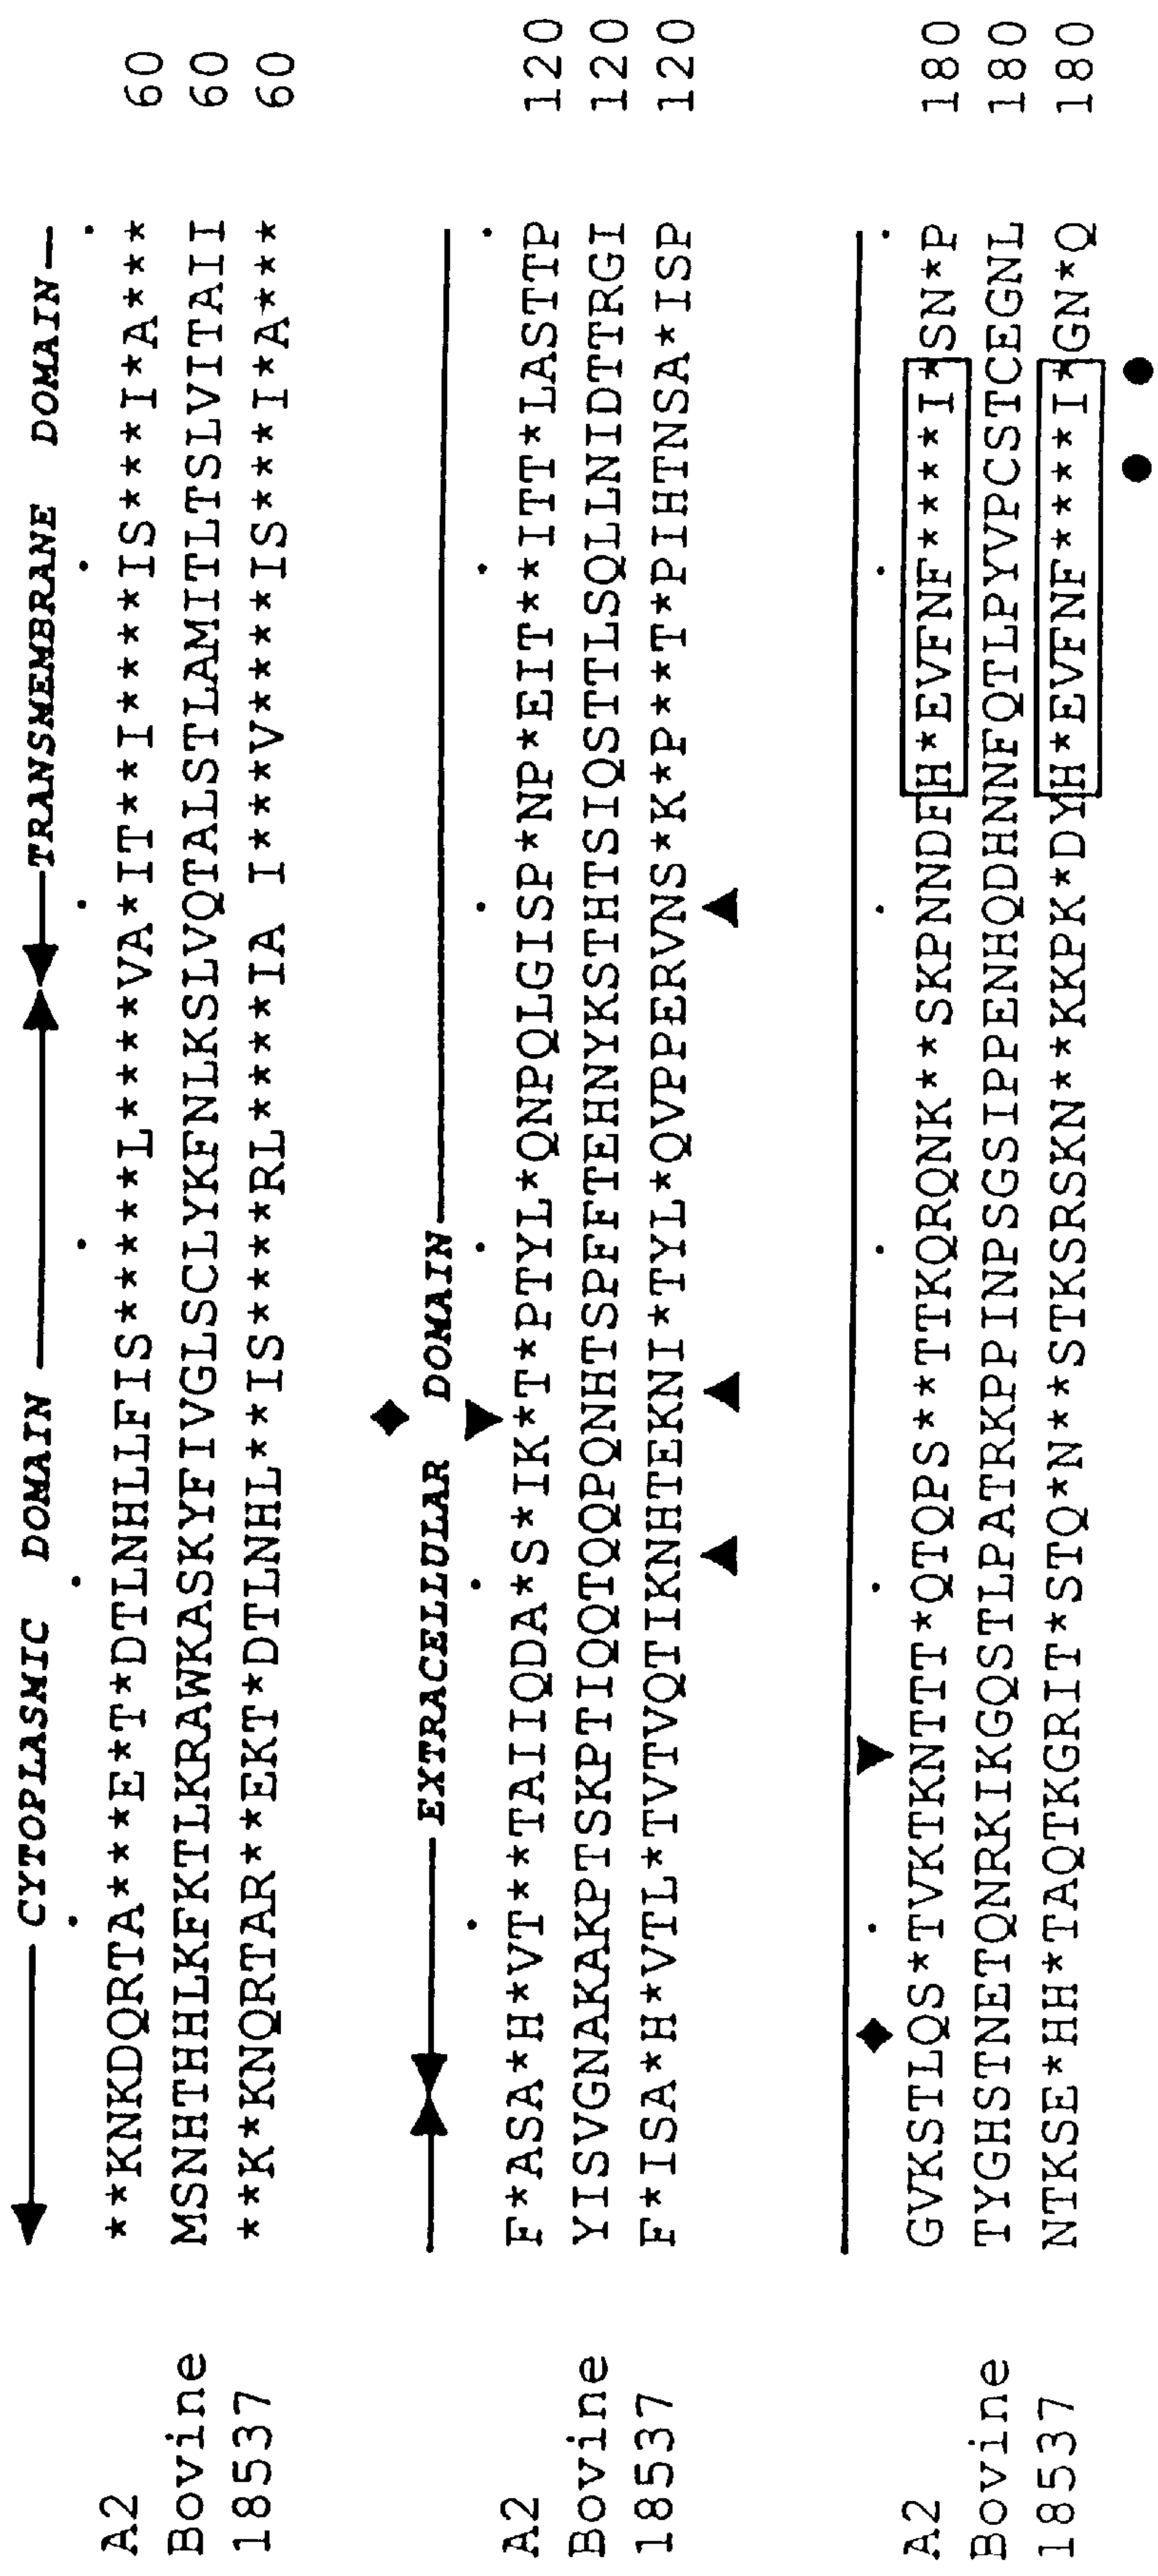 CYTOPLASMIC DOMAIN TRANSMEMBRANE DOMAIN
A2 **KNKDQRTA***E*T*DTLNHLLFIS*****L****VA*IT**I****IS***I*A*** 60
Bovine MSNHTHHLKFKTLKRAWKASKYFIVGLSCLYKFNLKSLVQTALSTLAMITLTSLVITAII 60
18537 **K*KNQRTAR**EKT*DTLNHL**IS****RL****IA I***V****IS***I*A*** 60
EXTRACELLULAR DOMAIN
A2 F*ASA*H*VT**TAIIQDA*S*IK*T*PTYL*QNPQLGISP*NP*EIT**ITT*LASTTP 120
Bovine YISVGNAKAKPTSKPTIQQTQQPQNHTSPFFTEHNYKSTHTSIQSTTLSQLLNIDTTRGI 120
18537 F*ISA*H*VTL*TVTVQTIKNHTEKNI*TYL*QVPPERVNS*K*P**T*PIHTNSA*ISP 120
A2 GVKSTLQS*TVKTKNTTT*QTQPS**TTKQRQNK**SKPNNDFH*EVFNF****I*SN*P 180
Bovine TYGHSTNETQNRKIKGQSTLPATRKPPINPSGSIPPENHQDHNNFQTLPYVPCSTCEGNL 180
18537 NTKSE*HH*TAQTKGRIT*STQ*N**STKSRSKN**KKPK*DYH*EVFNF****I*GN*Q 180